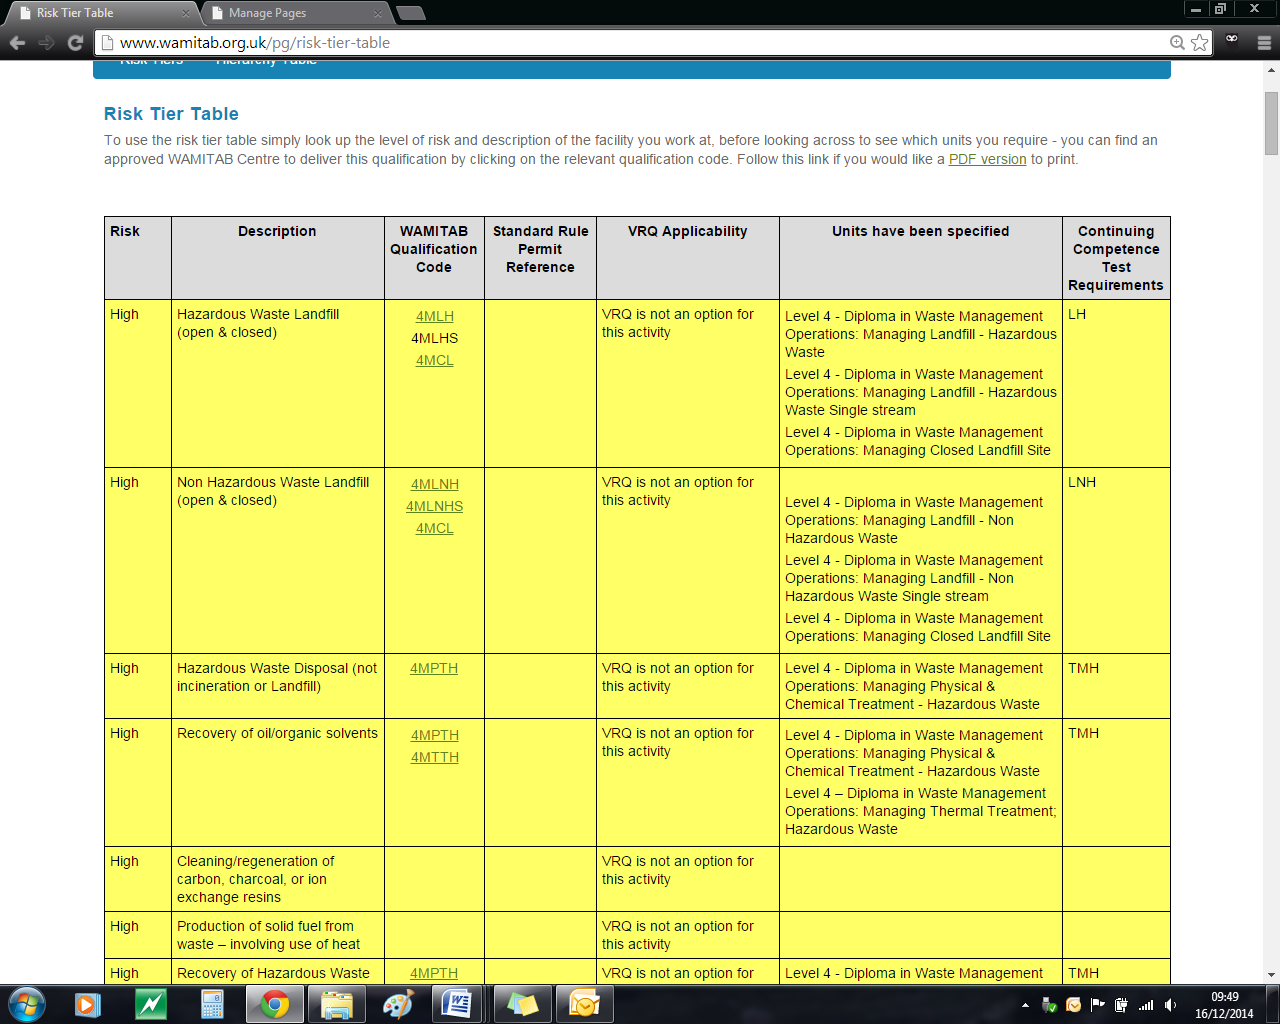 Risk Tier Table
Manage Pages
www.wamitab.org.uk/pg/risk-tier-table
Risk Tiers Hierarchy Table
Risk Tier Table
To use the risk tier table simply look up the level of risk and description of the facility you work at, before looking across to see which units you require - you can find an
approved WAMITAB Centre to deliver this qualification by clicking on the relevant qualification code. Follow this link if you would like a PDF version to print.
Risk
Description
WAMITAB
Qualification
Code
Standard Rule
Permit
Reference
VRQ Applicability
Units have been specified
Continuing
Competence
Test
Requirements
High
Hazardous Waste Landfill
(open & closed)
4MLH
4MLHS
4MCL
VRQ is not an option for
this activity
Level 4 - Diploma in Waste Management
Operations: Managing Landfill - Hazardous
Waste
Level 4 - Diploma in Waste Management
Operations: Managing Landfill - Hazardous
Waste Single stream
Level 4 - Diploma in Waste Management
Operations: Managing Closed Landfill Site
LH
High
Non Hazardous Waste Landfill
(open & closed)
4MLNH
4MLNHS
4MCL
VRQ is not an option for
this activity
Level 4 - Diploma in Waste Management
Operations: Managing Landfill - Non
Hazardous Waste
Level 4 - Diploma in Waste Management
Operations: Managing Landfill - Non
Hazardous Waste Single stream
Level 4 - Diploma in Waste Management
Operations: Managing Closed Landfill Site
LNH
High
Hazardous Waste Disposal (not
incineration or Landfill)
4MPTH
VRQ is not an option for
this activity
Level 4 - Diploma in Waste Management
Operations: Managing Physical &
Chemical Treatment - Hazardous Waste
TMH
High
Recovery of oil/organic solvents
4MPTH
4MTTH
VRQ is not an option for
this activity
Level 4 - Diploma in Waste Management
Operations: Managing Physical &
Chemical Treatment - Hazardous Waste
Level 4 – Diploma in Waste Management
Operations: Managing Thermal Treatment;
Hazardous Waste
TMH
High
Cleaning/regeneration of
carbon, charcoal, or ion
exchange resins
VRQ is not an option for
this activity
High
Production of solid fuel from
waste – involving use of heat
VRQ is not an option for
this activity
High
Recovery of Hazardous Waste
4MPTH
VRQ is not an option for
Level 4 - Diploma in Waste Management
TMH
09:49
16/12/2014